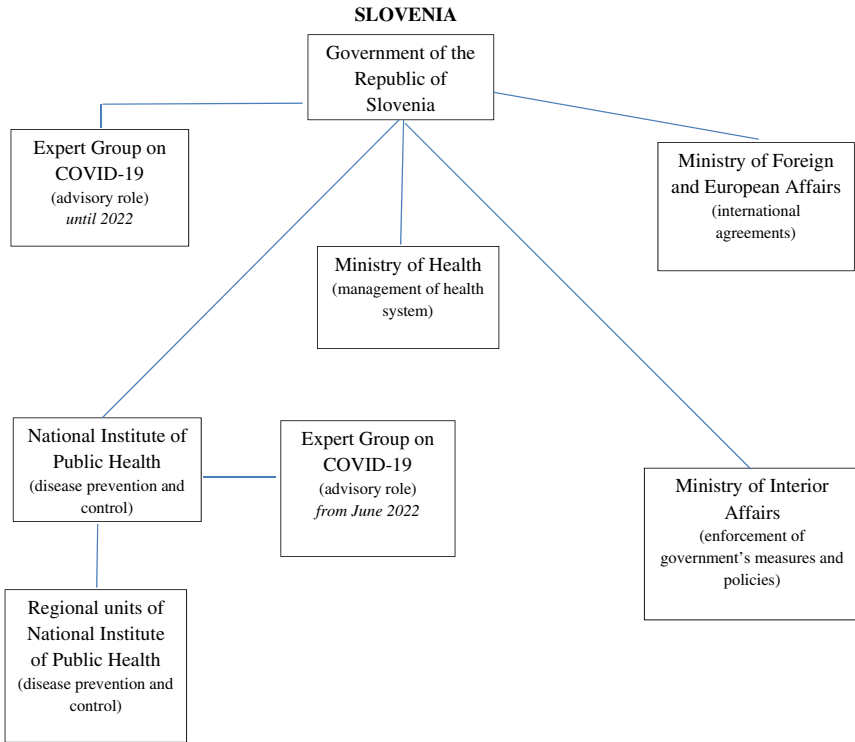 SLOVENIA
Government of the
Republic of
Slovenia
Expert Group on
COVID-19
(advisory role)
until 2022
Ministry of Foreign
and European Affairs
(international
agreements)
Ministry of Health
(management of health
system)
National Institute of
Public Health
(disease prevention and
control)
Expert Group on
COVID-19
(advisory role)
from June 2022
Ministry of Interior
Affairs
(enforcement of
government’s measures and
policies)
Regional units of
National Institute
of Public Health
(disease prevention and
control)